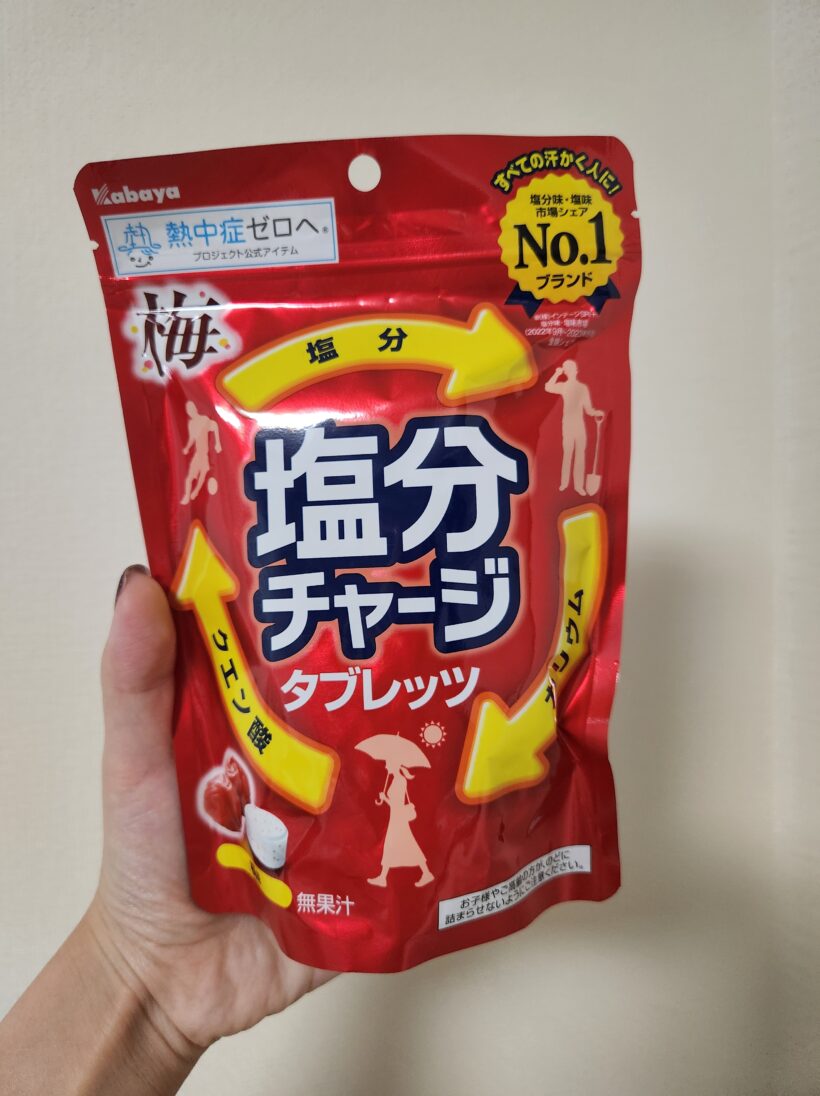 Kabaya
熱中症ゼロへ®
プロジェクト公式アイテム
すべての汗かく人に!
塩分味・塩味
市場シェア
No.1
ブランド
梅
塩分
カリウム
クエン酸
塩分
チャージ
タブレッツ
無果汁
お子様やご高齢の方が、のどに
詰まらせないようにご注意ください。